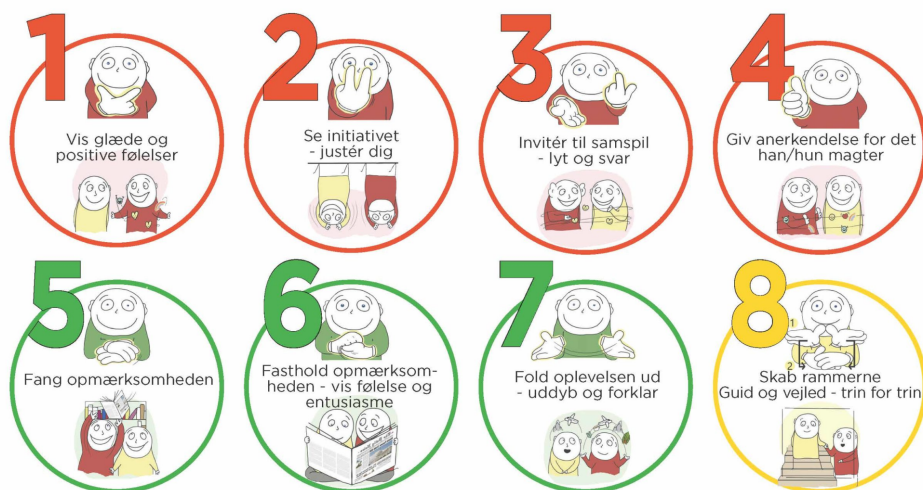 1
Vis glæde og
positive følelser
2
Se initiativet
- justér dig
3
Invitér til samspil
- lyt og svar
4
Giv anerkendelse for det
han/hun magter
5
Fang opmærksomheden
6
Fasthold opmærksom-
heden - vis følelse og
entusiasme
7
Fold oplevelsen ud
- uddyb og forklar
8
1
2
Skab rammerne
Guid og vejled - trin for trin